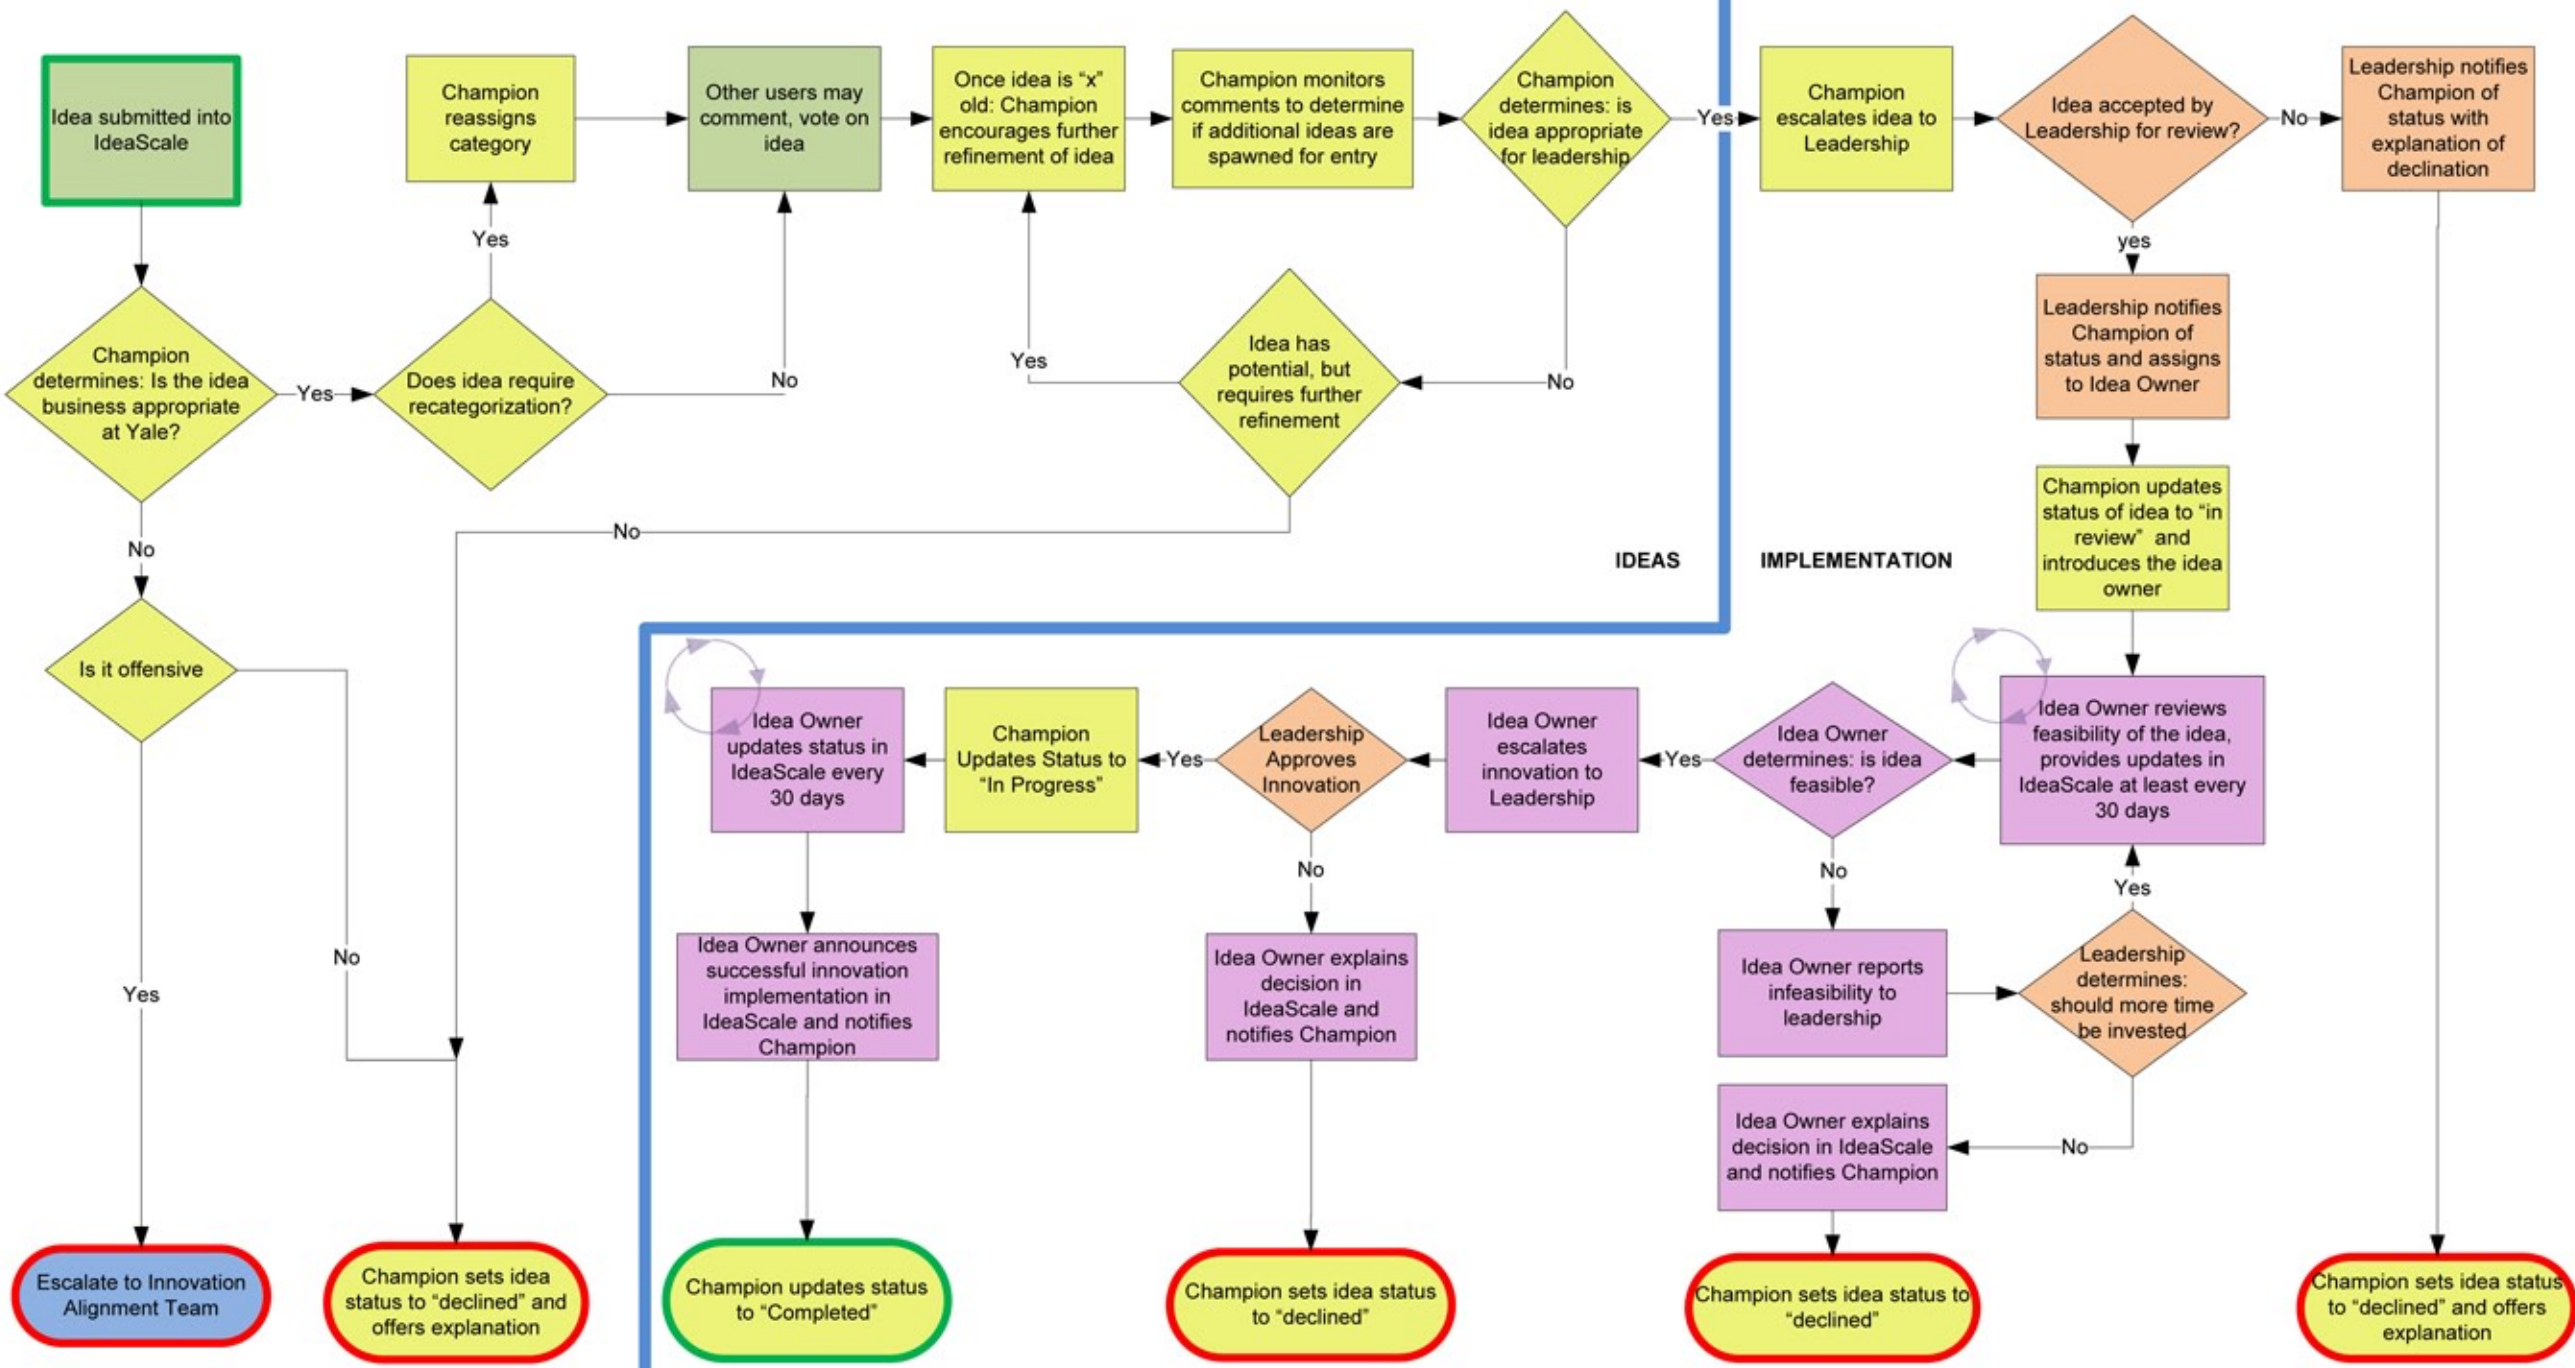 Idea submitted into
IdeaScale
Champion
reassigns
category
Other users may
comment, vote on
idea
Once idea is “x”
old: Champion
encourages further
refinement of idea
Champion monitors
comments to determine
if additional ideas are
spawned for entry
Champion
determines: is
idea appropriate
for leadership
Yes
Champion
escalates idea to
Leadership
Idea accepted by
Leadership for review?
No
Leadership notifies
Champion of
status with
explanation of
declination
Yes
yes
Champion
determines: Is the idea
business appropriate
at Yale?
Yes
Does idea require
recategorization?
No
Yes
Idea has
potential, but
requires further
refinement
No
Leadership notifies
Champion of
status and assigns
to Idea Owner
No
No
IDEAS
IMPLEMENTATION
Champion updates
status of idea to “in
review” and
introduces the idea
owner
Is it offensive
Idea Owner
updates status in
IdeaScale every
30 days
Champion
Updates Status to
“In Progress”
Yes
Leadership
Approves
Innovation
Idea Owner
escalates
innovation to
Leadership
Yes
Idea Owner
determines: is idea
feasible?
Idea Owner reviews
feasibility of the idea,
provides updates in
IdeaScale at least every
30 days
No
No
Yes
No
Yes
Idea Owner announces
successful innovation
implementation in
IdeaScale and notifies
Champion
Idea Owner explains
decision in
IdeaScale and
notifies Champion
Idea Owner reports
infeasibility to
leadership
Leadership
determines:
should more time
be invested
Idea Owner explains
decision in IdeaScale
and notifies Champion
No
Escalate to Innovation
Alignment Team
Champion sets idea
status to “declined” and
offers explanation
Champion updates status
to “Completed”
Champion sets idea status
to “declined”
Champion sets idea status to
“declined”
Champion sets idea status
to “declined” and offers
explanation